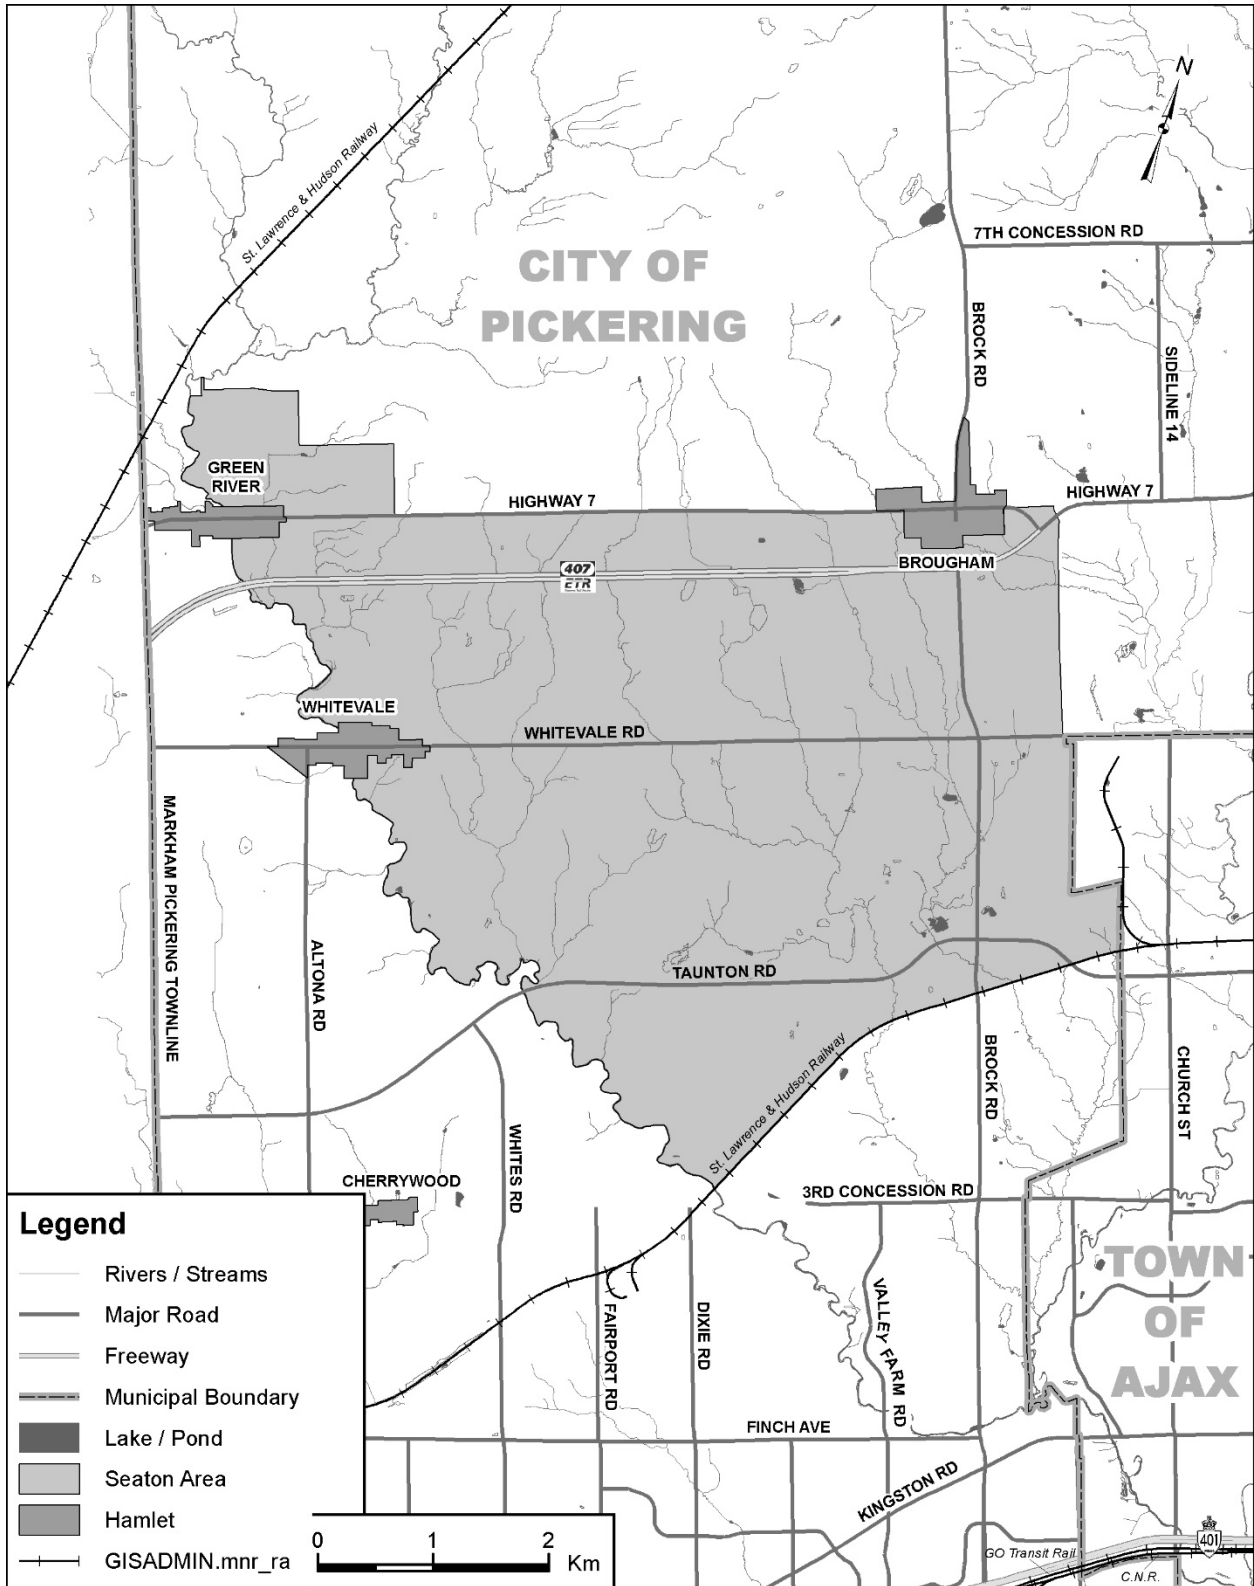 N
St. Lawrence & Hudson Railway
7TH CONCESSION RD
CITY OF
PICKERING
BROCK RD
SIDELINE 14
GREEN
RIVER
HIGHWAY 7
HIGHWAY 7
BROUGHAM
407
ETR
WHITEVALE
WHITEVALE RD
MARKHAM PICKERING TOWNLINE
ALTONA RD
TAUNTON RD
BROCK RD
CHURCH ST
St. Lawrence & Hudson Railway
WHITES RD
CHERRYWOOD
3RD CONCESSION RD
TOWN
OF
AJAX
FAIRPORT RD
DIXIE RD
VALLEY FARM RD
FINCH AVE
KINGSTON RD
401
GO Transit Rail
C.N.R.
Legend
Rivers / Streams
Major Road
Freeway
Municipal Boundary
Lake / Pond
Seaton Area
Hamlet
GISADMIN.mnr_ra
0 1 2
Km